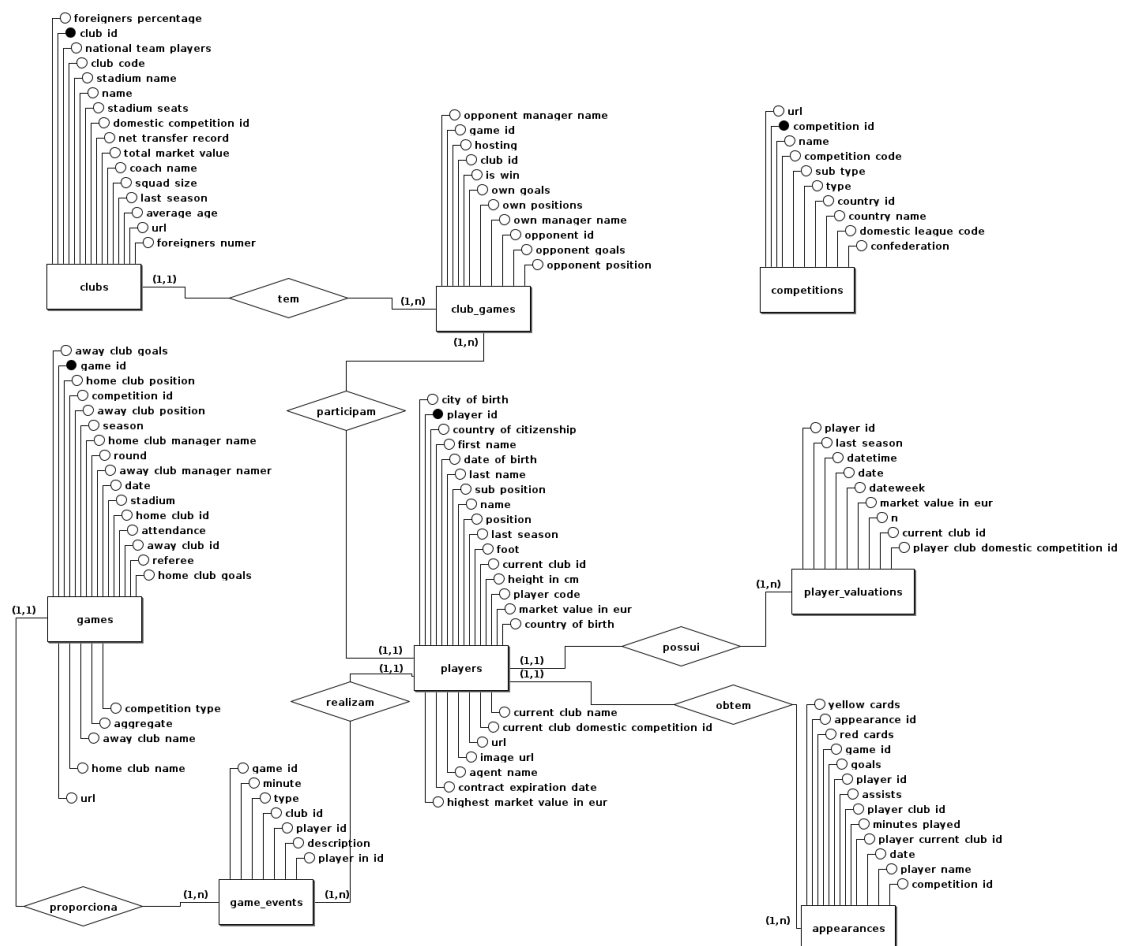 foreigners percentage
club id
national team players
club code
stadium name
name
stadium seats
domestic competition id
net transfer record
total market value
coach name
squad size
last season
average age
url
foreigners numer
clubs
(1,1)
tem
(1,n)
opponent manager name
game id
hosting
club id
is win
own goals
own positions
own manager name
opponent id
opponent goals
opponent position
club_games
(1,n)
url
competition id
name
competition code
sub type
type
country id
country name
domestic league code
confederation
competitions
participam
away club goals
game id
home club position
competition id
away club position
season
home club manager name
round
away club manager namer
date
stadium
home club id
attendance
away club id
referee
home club goals
(1,1)
games
competition type
aggregate
away club name
home club name
url
city of birth
player id
country of citizenship
first name
date of birth
last name
sub position
name
position
last season
foot
current club id
height in cm
player code
market value in eur
country of birth
(1,1)
(1,1)
players
(1,1)
(1,1)
current club name
current club domestic competition id
url
image url
agent name
contract expiration date
highest market value in eur
possui
(1,n)
player id
last season
datetime
date
dateweek
market value in eur
n
current club id
player club domestic competition id
player_valuations
realizam
obtem
game id
minute
type
club id
player id
description
player in id
proporciona
(1,n)
game_events
(1,n)
yellow cards
appearance id
red cards
game id
goals
player id
assists
player club id
minutes played
player current club id
date
player name
competition id
(1,n)
appearances